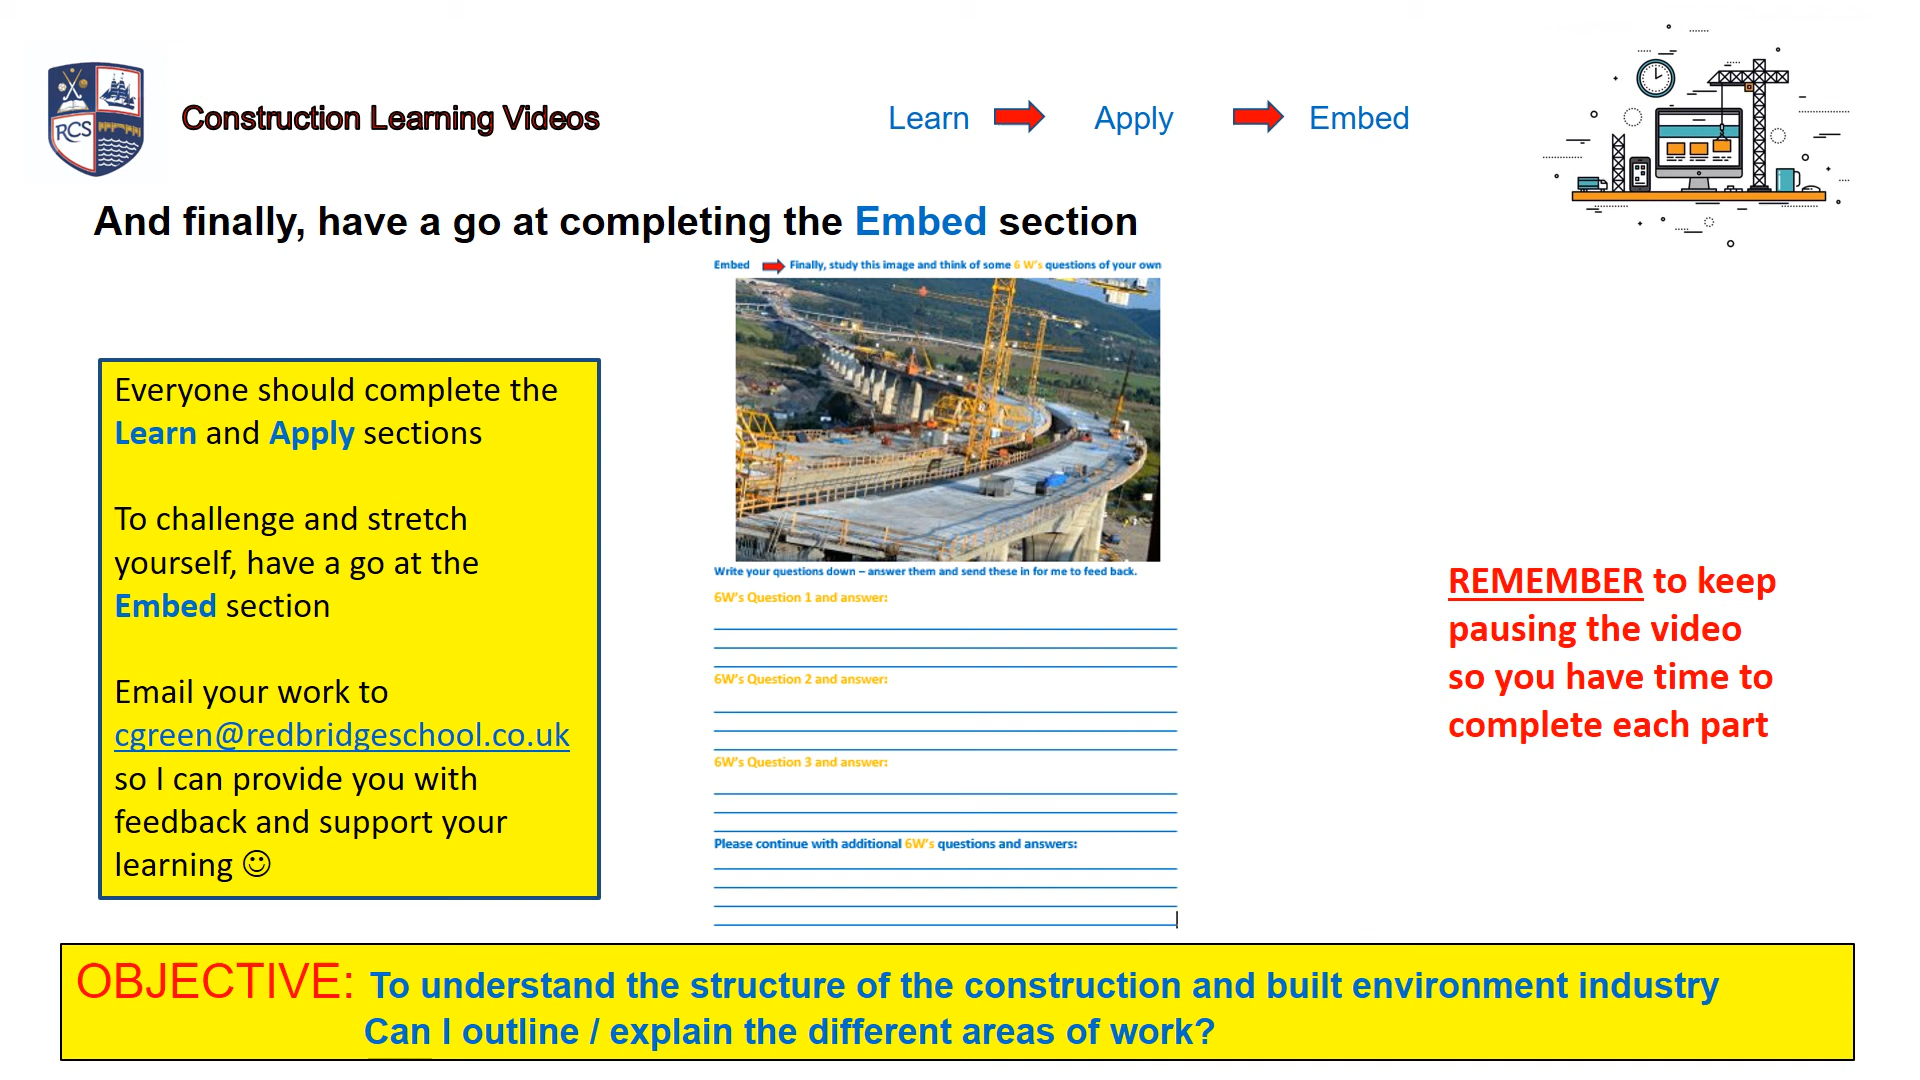 RCS
Construction Learning Videos
Learn Apply Embed
And finally, have a go at completing the Embed section
Embed Finally, study this image and think of some 6 W's questions of your own
Everyone should complete the
Learn and Apply sections
To challenge and stretch
yourself, have a go at the
Embed section
Email your work to
cgreen@redbridgeschool.co.uk
so I can provide you with
feedback and support your
learning ☺
Write your questions down – answer them and send these in for me to feed back.
6W's Question 1 and answer:
6W's Question 2 and answer:
6W's Question 3 and answer:
Please continue with additional 6W's questions and answers:
REMEMBER to keep
pausing the video
so you have time to
complete each part
OBJECTIVE: To understand the structure of the construction and built environment industry
Can I outline / explain the different areas of work?